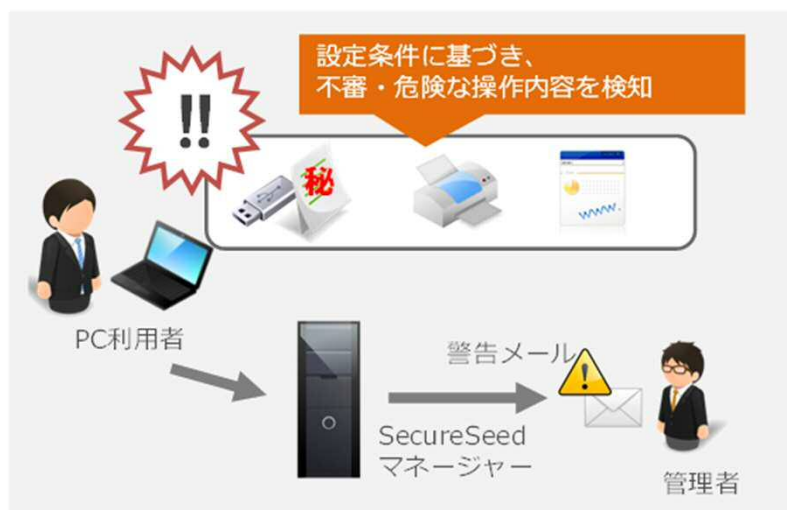 設定条件に基づき、
不審・危険な操作内容を検知
!!
秘
PC利用者
警告メール
!
SecureSeed
マネージャー
管理者